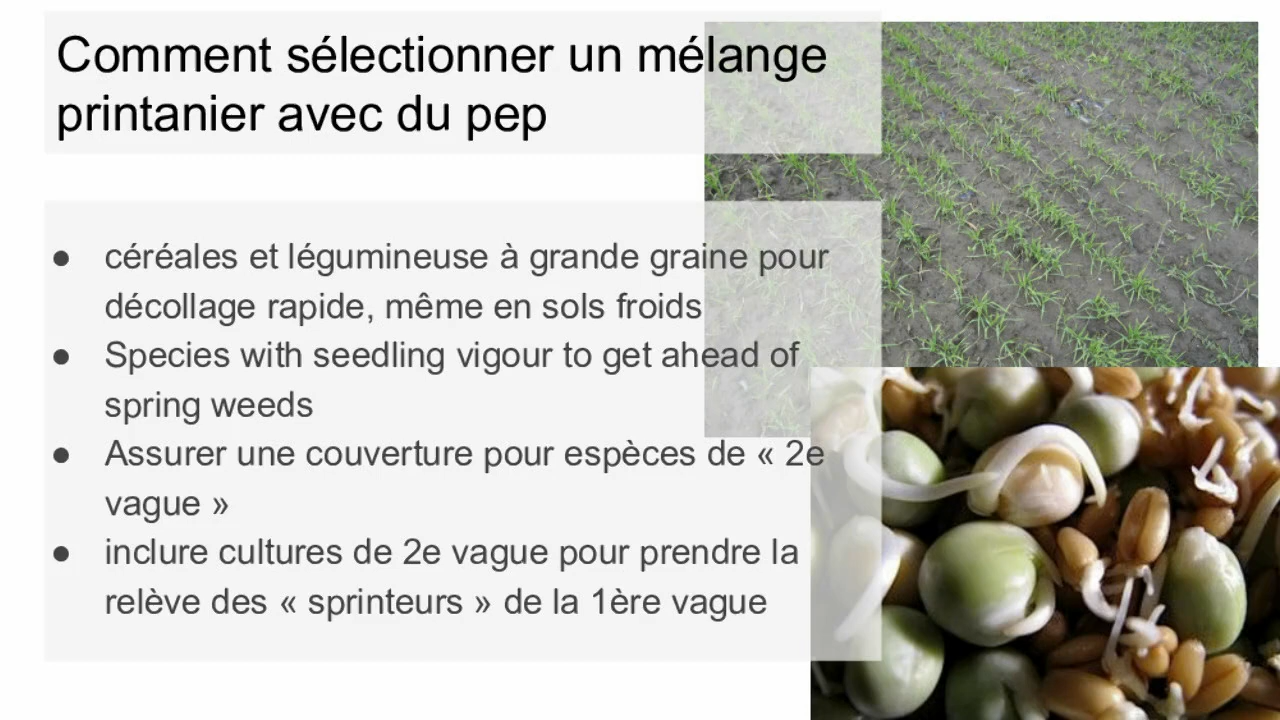 Comment sélectionner un mélange
printanier avec du pep
● céréales et légumineuse à grande graine pour
décollage rapide, même en sols froids
● Species with seedling vigour to get ahead of
spring weeds
● Assurer une couverture pour espèces de « 2e
vague »
● inclure cultures de 2e vague pour prendre la
relève des « sprinteurs » de la 1ère vague